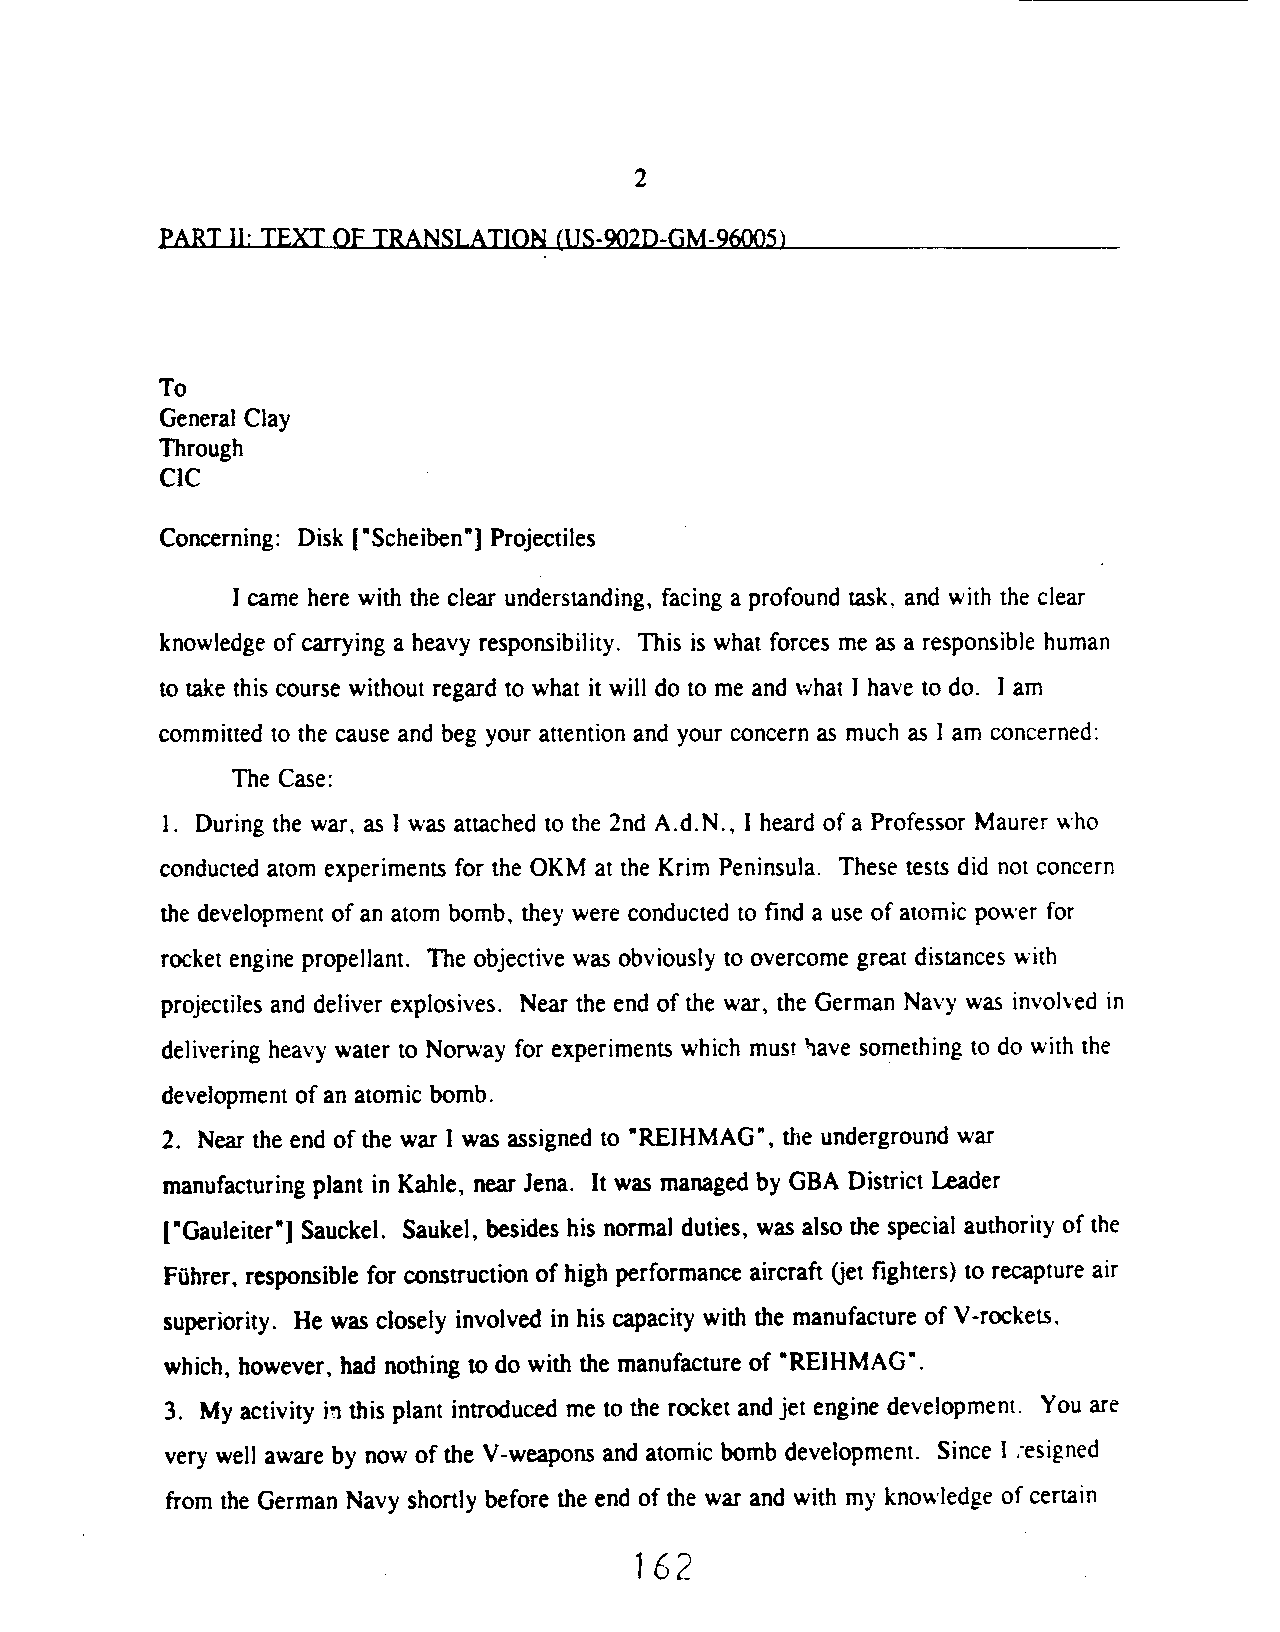 2
PART II: TEXT OF TRANSLATION (US-902D-GM-96005)
To
General Clay
Through
CIC
Concerning: Disk ["Scheiben"] Projectiles
I came here with the clear understanding, facing a profound task, and with the clear
knowledge of carrying a heavy responsibility. This is what forces me as a responsible human
to take this course without regard to what it will do to me and what I have to do. I am
committed to the cause and beg your attention and your concern as much as I am concerned:
The Case:
1. During the war, as I was attached to the 2nd A.d.N., I heard of a Professor Maurer who
conducted atom experiments for the OKM at the Krim Peninsula. These tests did not concern
the development of an atom bomb, they were conducted to find a use of atomic power for
rocket engine propellant. The objective was obviously to overcome great distances with
projectiles and deliver explosives. Near the end of the war, the German Navy was involved in
delivering heavy water to Norway for experiments which must have something to do with the
development of an atomic bomb.
2. Near the end of the war I was assigned to "REIHMAG", the underground war
manufacturing plant in Kahle, near Jena. It was managed by GBA District Leader
["Gauleiter"] Sauckel. Saukel, besides his normal duties, was also the special authority of the
Führer, responsible for construction of high performance aircraft (jet fighters) to recapture air
superiority. He was closely involved in his capacity with the manufacture of V-rockets,
which, however, had nothing to do with the manufacture of "REIHMAG".
3. My activity in this plant introduced me to the rocket and jet engine development. You are
very well aware by now of the V-weapons and atomic bomb development. Since I resigned
from the German Navy shortly before the end of the war and with my knowledge of certain
162